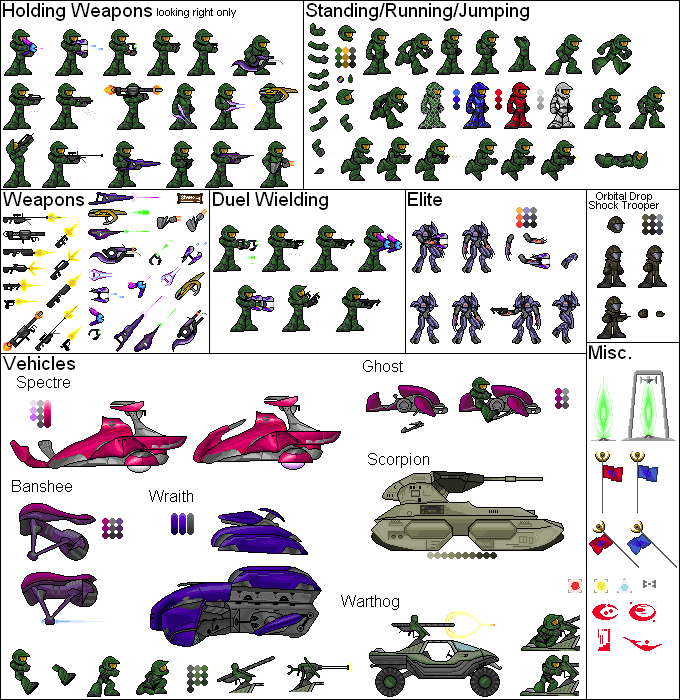 Holding Weapons looking right only
Standing/Running/Jumping
Weapons
Duel Wielding
Elite
Orbital Drop
Shock Trooper
Vehicles
Spectre
Ghost
Misc.
Scorpion
Banshee
Wraith
Warthog